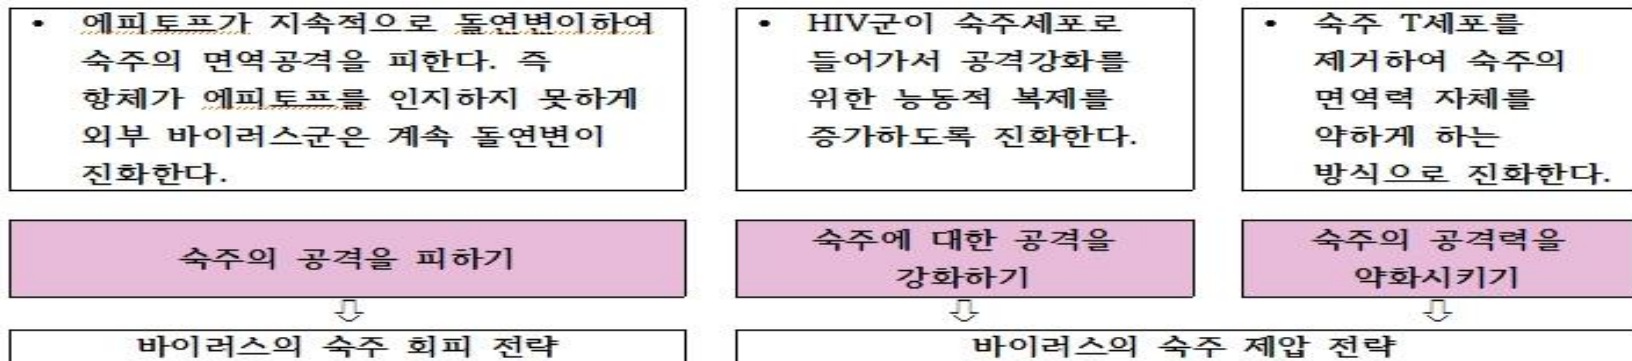 • 에피토프가 지속적으로 돌연변이하여
숙주의 면역공격을 피한다. 즉
항체가 에피토프를 인지하지 못하게
외부 바이러스군은 계속 돌연변이
진화한다.
• HIV군이 숙주세포로
들어가서 공격강화를
위한 능동적 복제를
증가하도록 진화한다.
• 숙주 T세포를
제거하여 숙주의
면역력 자체를
약하게 하는
방식으로 진화한다.
숙주의 공격을 피하기
숙주에 대한 공격을
강화하기
숙주의 공격력을
약화시키기
⇩
⇩
⇩
바이러스의 숙주 회피 전략
바이러스의 숙주 제압 전략